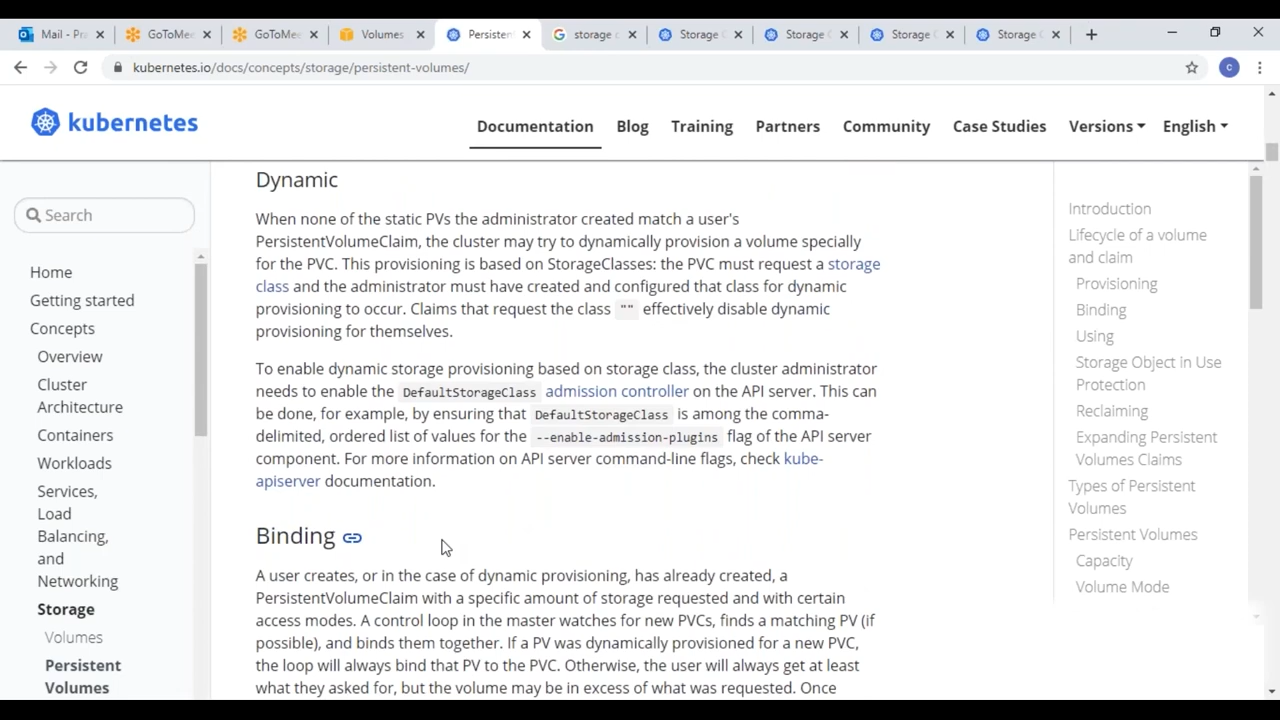 Mail - Pra
GoToMee
GoToMee
Volumes
Persisten
storage c
Storage C
Storage C
Storage C
Storage C
kubernetes.io/docs/concepts/storage/persistent-volumes/
C
kubernetes
Documentation
Blog
Training
Partners
Community
Case Studies
Versions
English
Search
Home
Getting started
Concepts
Overview
Cluster
Architecture
Containers
Workloads
Services,
Load
Balancing,
and
Networking
Storage
Volumes
Persistent
Volumes
Dynamic
When none of the static PVs the administrator created match a user's
PersistentVolumeClaim, the cluster may try to dynamically provision a volume specially
for the PVC. This provisioning is based on StorageClasses: the PVC must request a storage
class and the administrator must have created and configured that class for dynamic
provisioning to occur. Claims that request the class "" effectively disable dynamic
provisioning for themselves.
To enable dynamic storage provisioning based on storage class, the cluster administrator
needs to enable the DefaultStorageClass admission controller on the API server. This can
be done, for example, by ensuring that DefaultStorageClass is among the comma-
delimited, ordered list of values for the --enable-admission-plugins flag of the API server
component. For more information on API server command-line flags, check kube-
apiserver documentation.
Binding
A user creates, or in the case of dynamic provisioning, has already created, a
PersistentVolumeClaim with a specific amount of storage requested and with certain
access modes. A control loop in the master watches for new PVCs, finds a matching PV (if
possible), and binds them together. If a PV was dynamically provisioned for a new PVC,
the loop will always bind that PV to the PVC. Otherwise, the user will always get at least
what they asked for, but the volume may be in excess of what was requested. Once
Introduction
Lifecycle of a volume
and claim
Provisioning
Binding
Using
Storage Object in Use
Protection
Reclaiming
Expanding Persistent
Volumes Claims
Types of Persistent
Volumes
Persistent Volumes
Capacity
Volume Mode